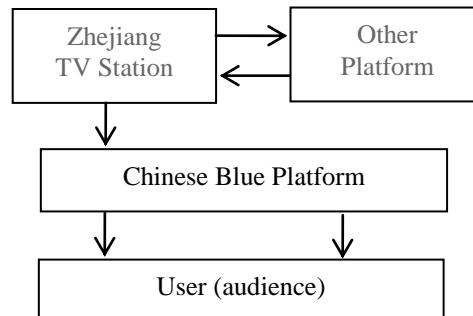 Zhejiang
TV Station
Other
Platform
Chinese Blue Platform
User (audience)